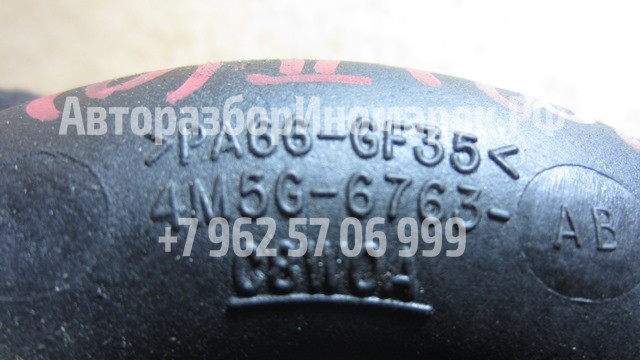 АвторазборИномарок.РФ
>PA66-GF35<
4M5G-6763-
AB
+7 962 57 06 999